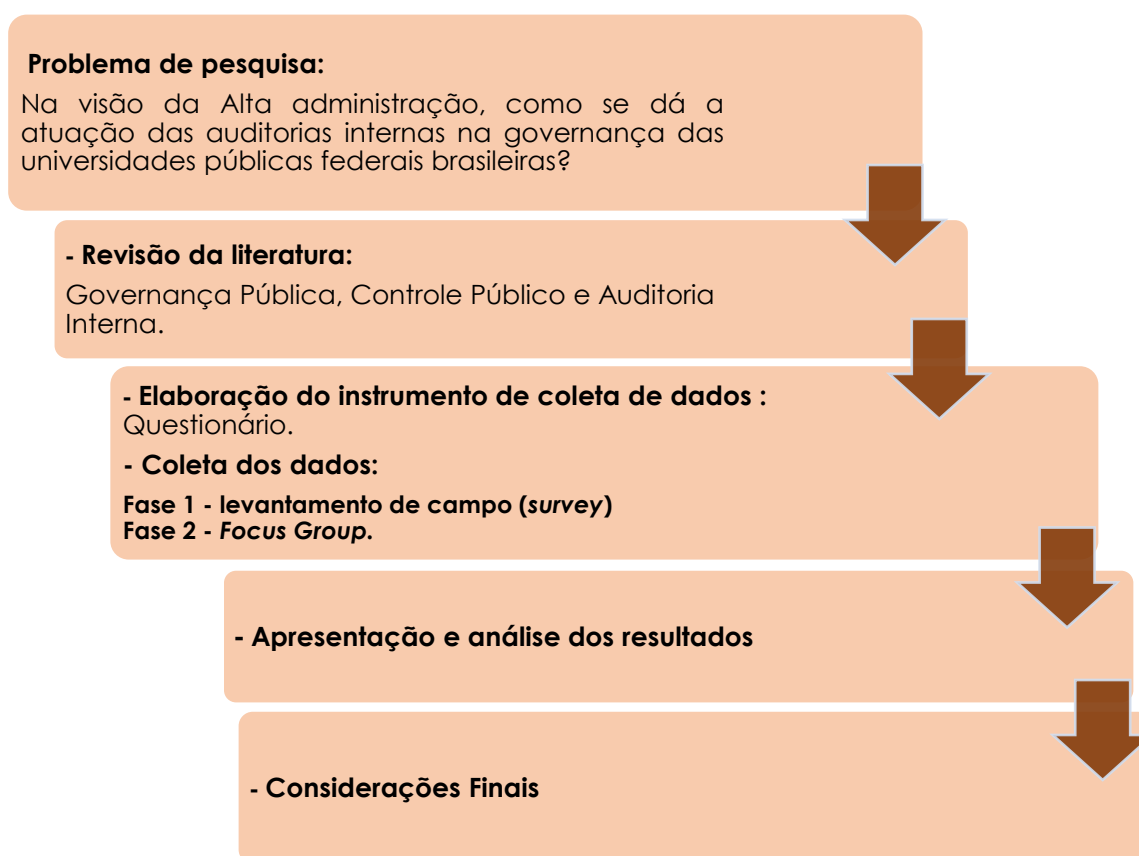 Problema de pesquisa:
Na visão da Alta administração, como se dá a
atuação das auditorias internas na governança das
universidades públicas federais brasileiras?
- Revisão da literatura:
Governança Pública, Controle Público e Auditoria
Interna.
- Elaboração do instrumento de coleta de dados :
Questionário.
- Coleta dos dados:
Fase 1 - levantamento de campo (survey)
Fase 2 - Focus Group.
- Apresentação e análise dos resultados
- Considerações Finais